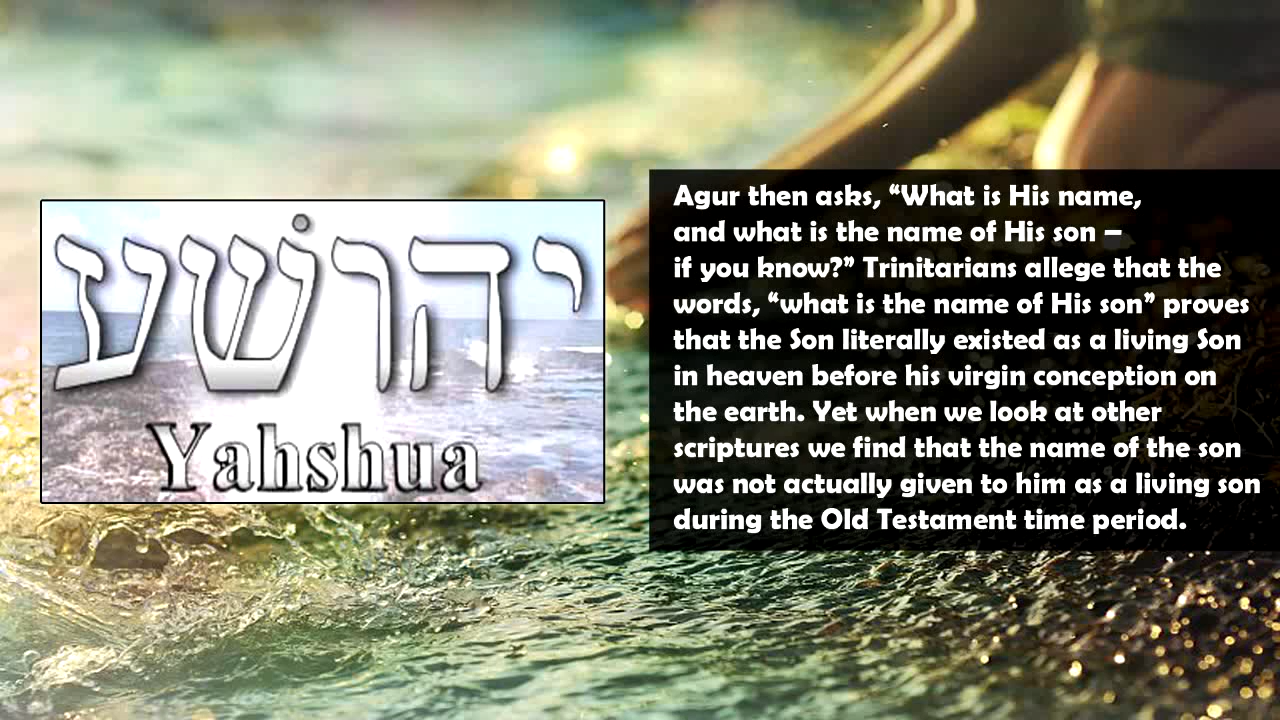 יהושׁע
Yahshua
Agur then asks, “What is His name,
and what is the name of His son –
if you know?” Trinitarians allege that the
words, “what is the name of His son” proves
that the Son literally existed as a living Son
in heaven before his virgin conception on
the earth. Yet when we look at other
scriptures we find that the name of the son
was not actually given to him as a living son
during the Old Testament time period.